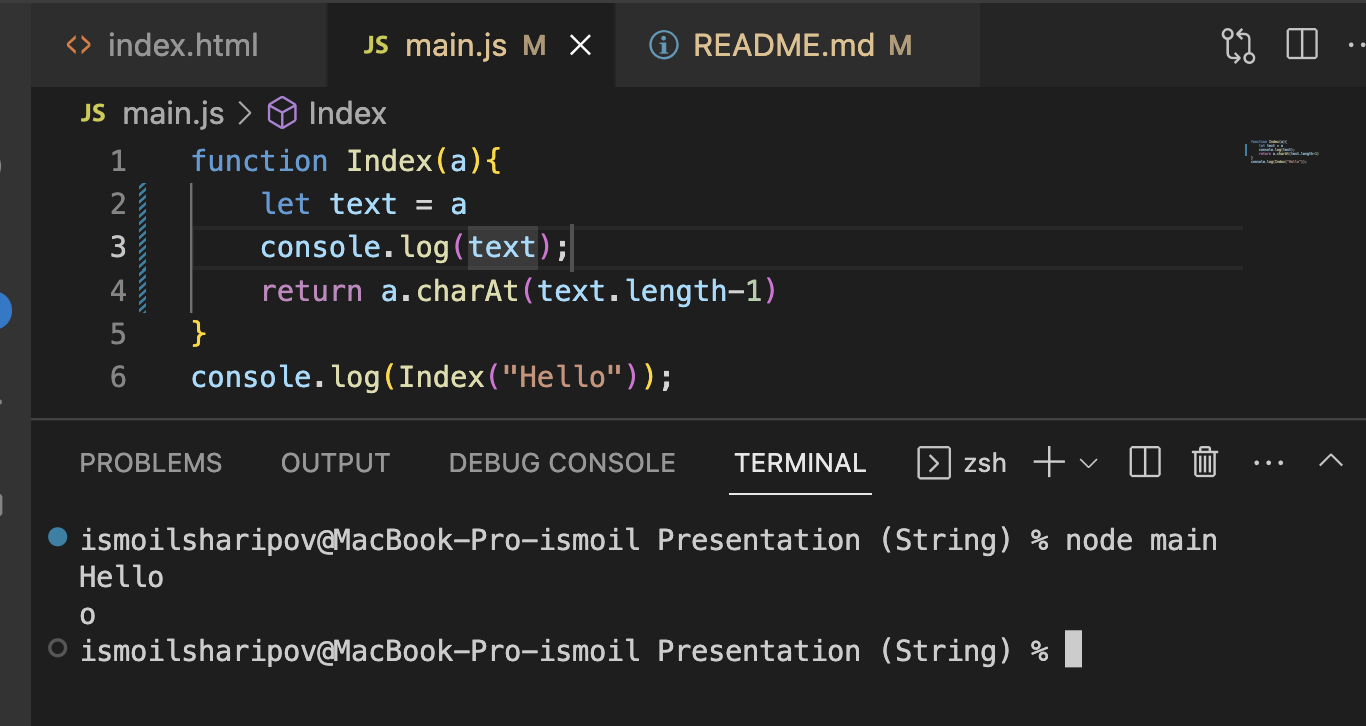 index.html JS main.js M README.md M
JS main.js > Index
1 function Index(a){
2 let text = a
3 console.log(text);
4 return a.charAt(text.length-1)
5 }
6 console.log(Index("Hello"));
PROBLEMS OUTPUT DEBUG CONSOLE TERMINAL zsh
ismoilsharipov@MacBook-Pro-ismoil Presentation (String) % node main
Hello
o
ismoilsharipov@MacBook-Pro-ismoil Presentation (String) %